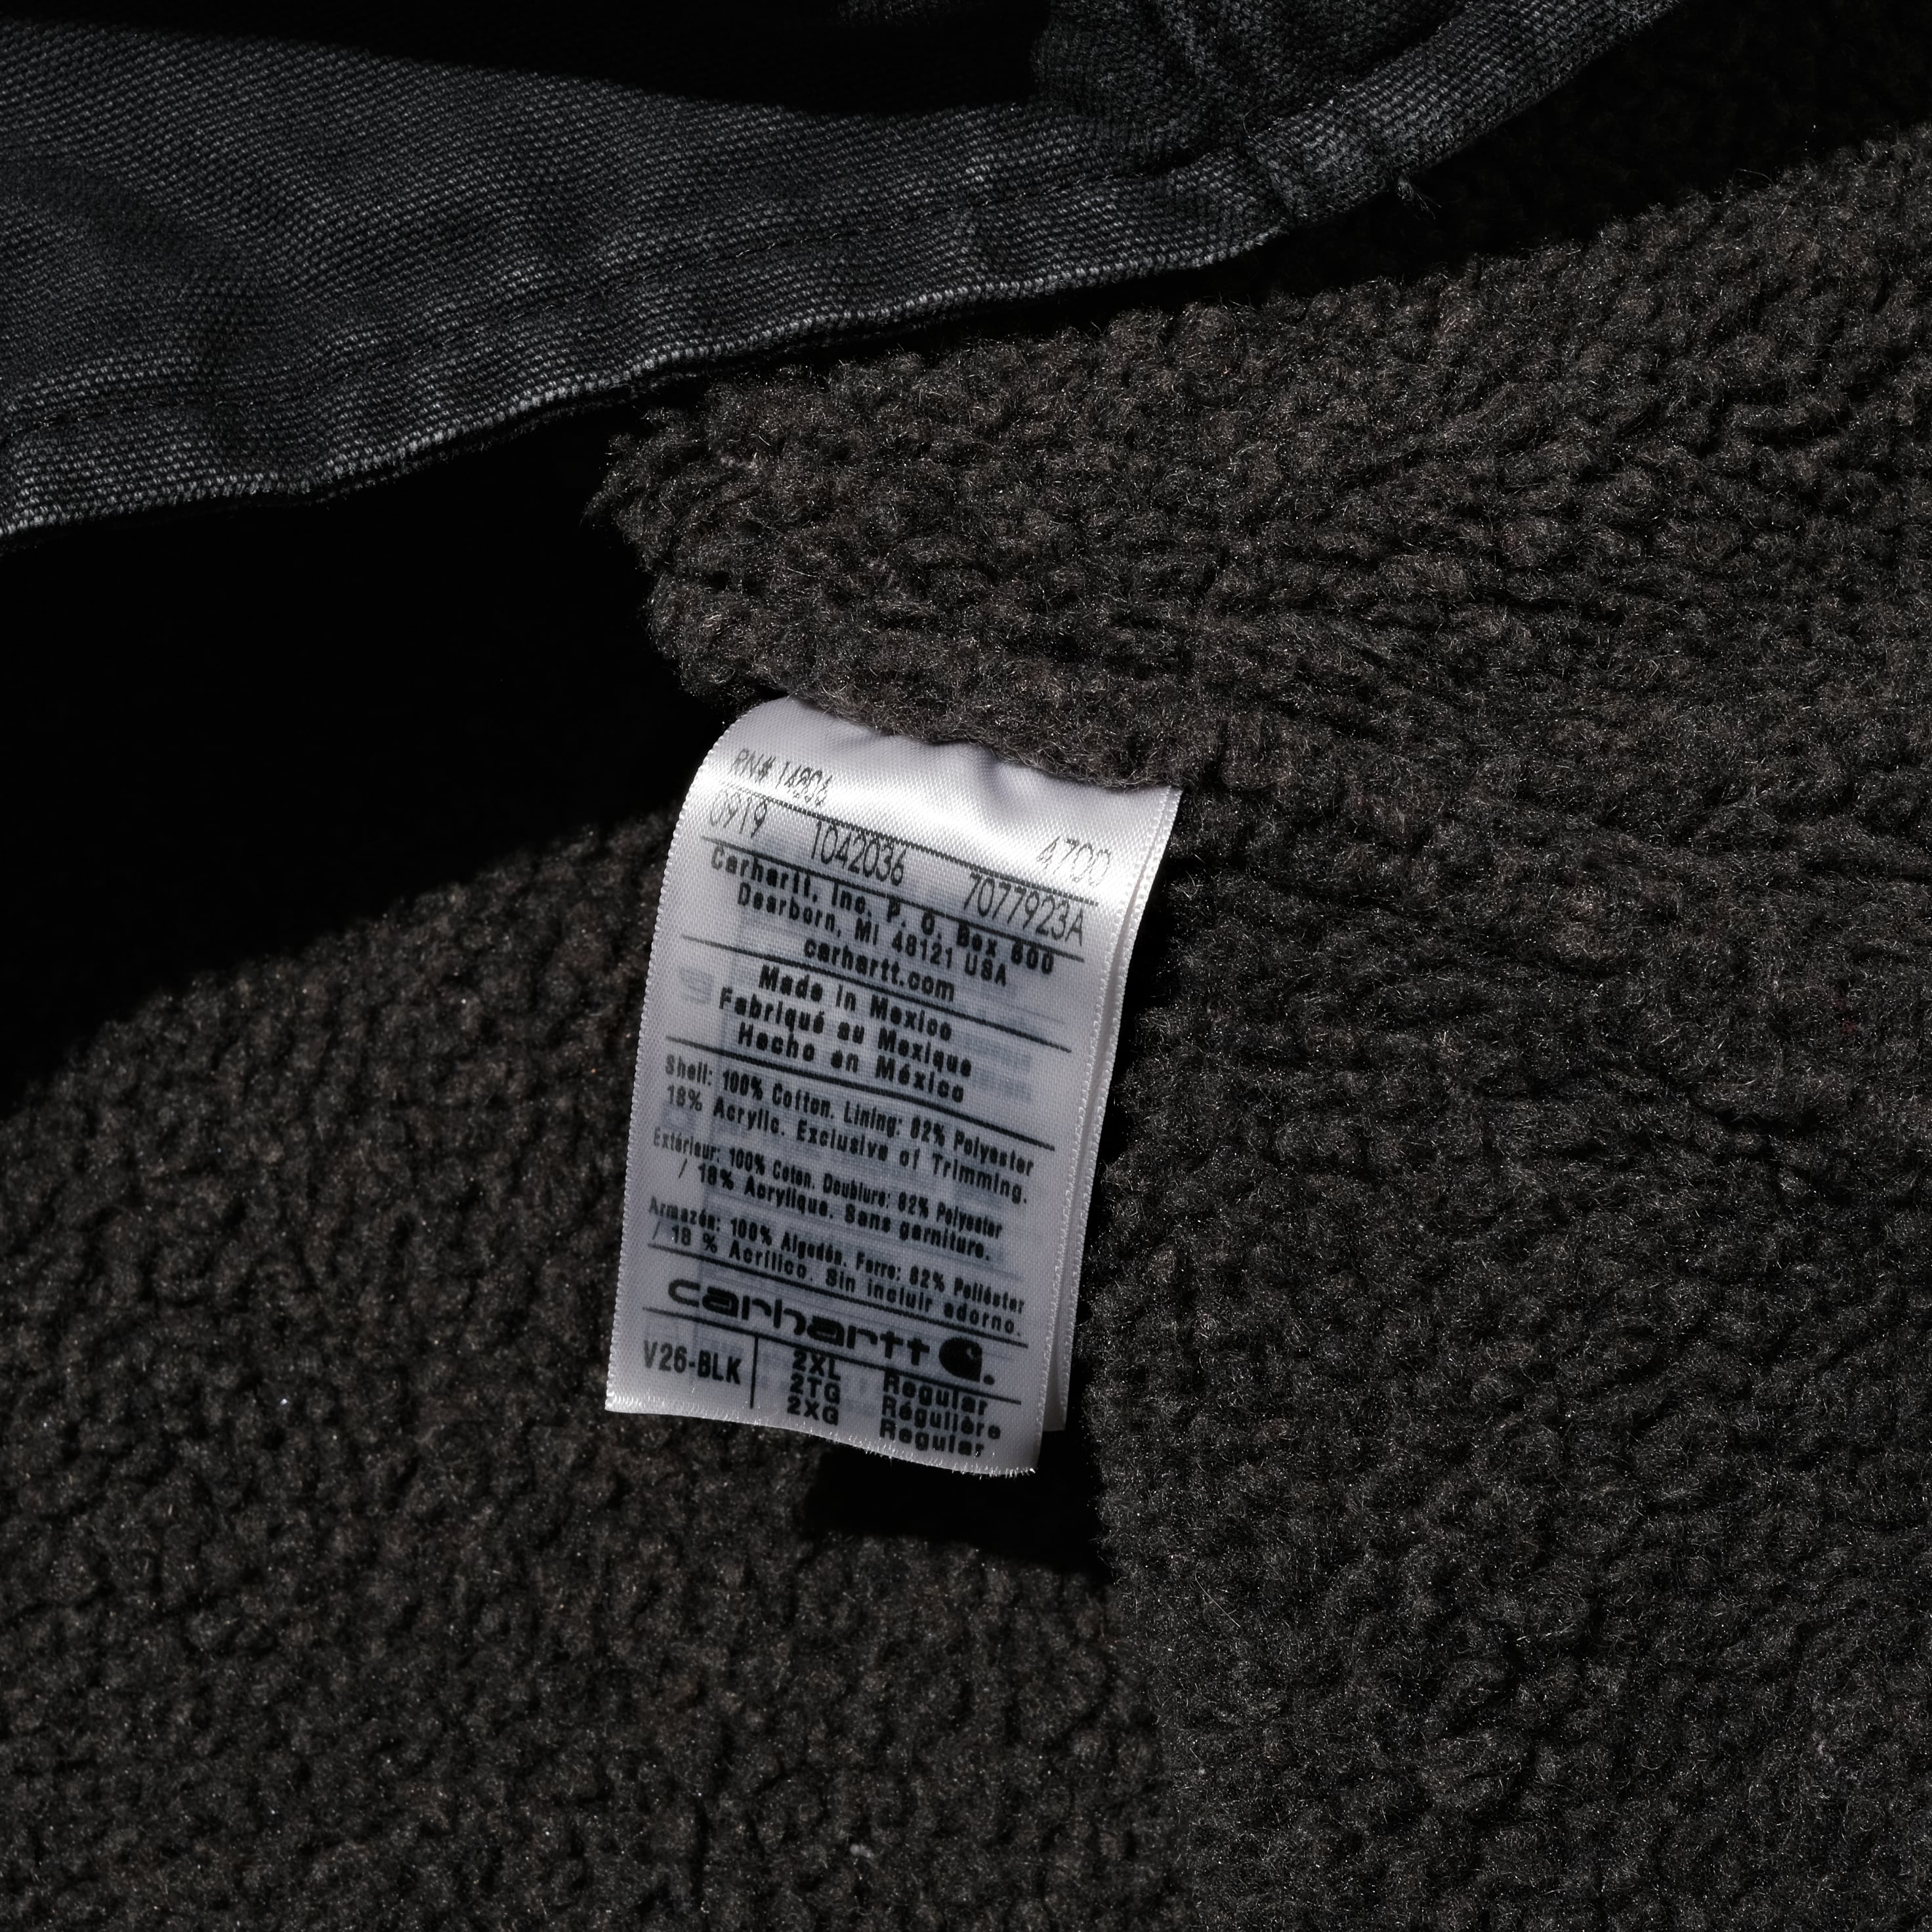 RN# 14806
0919 1042036 4700
7077923A
Carhartt, Inc. P. O. Box 600
Dearborn, MI 48121 USA
carhartt.com
Made in Mexico
Fabriqué au Mexique
Hecho en México
Shell: 100% Cotton. Lining: 82% Polyester
18% Acrylic. Exclusive of Trimming.
Extérieur: 100% Coton. Doublure: 82% Polyester
/ 18% Acrylique. Sans garniture.
Armazón: 100% Algodón. Forro: 82% Poliéster
/ 18 % Acrílico. Sin incluir adorno.
carhartt
V26-BLK 2XL Regular
2TG Régulière
2XG Regular